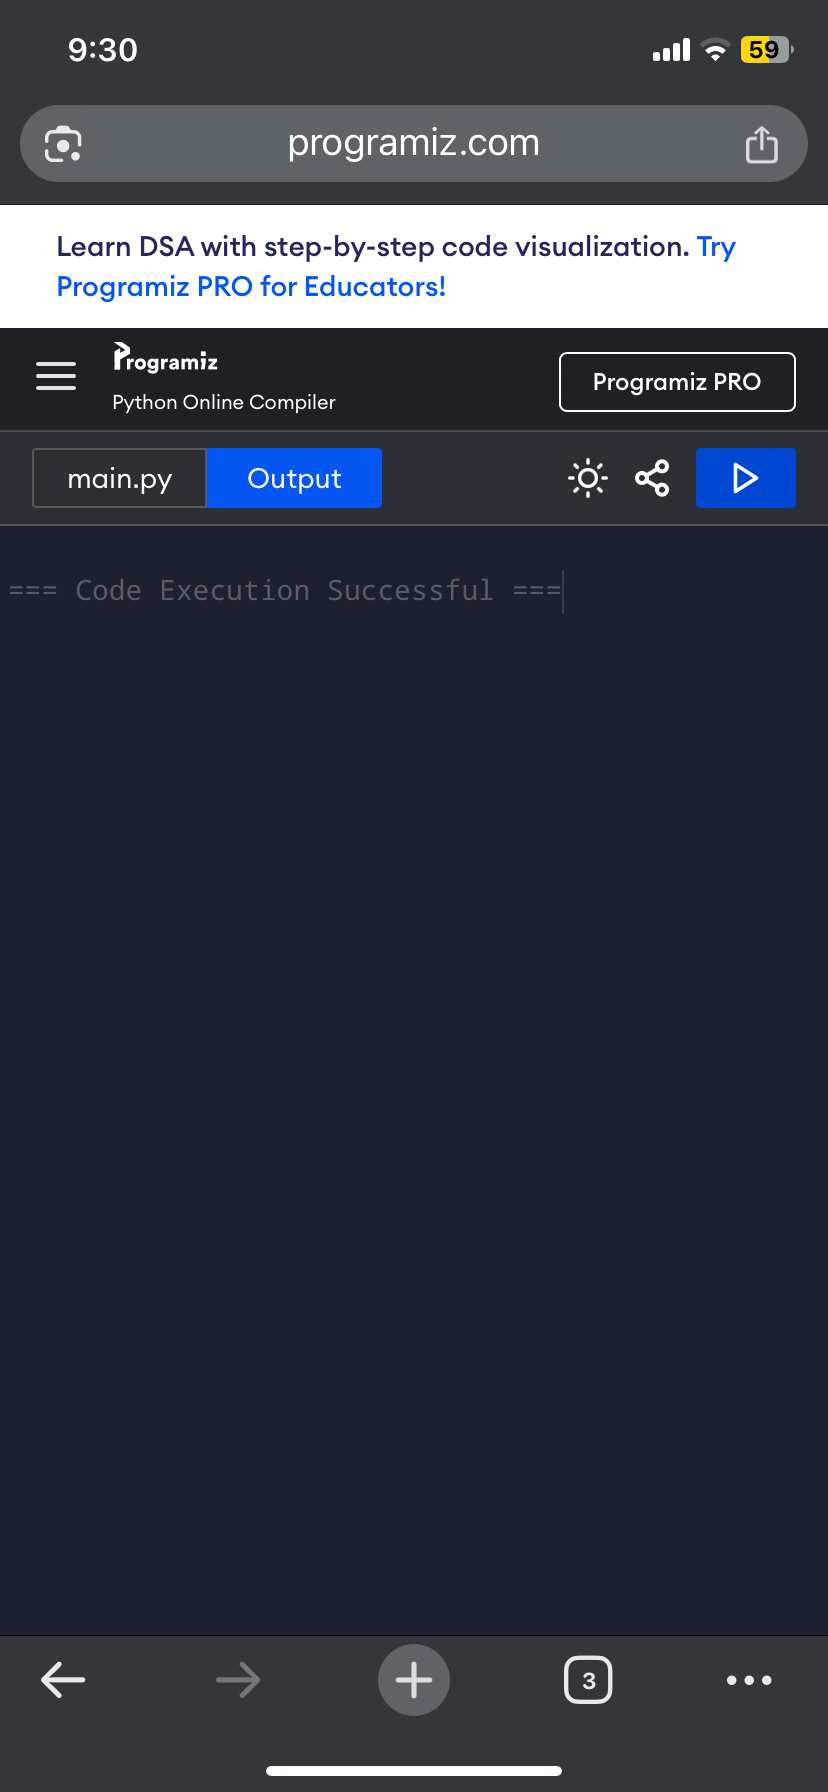 9:30
59
programiz.com
Learn DSA with step-by-step code visualization. Try
Programiz PRO for Educators!
Programiz
Python Online Compiler
Programiz PRO
main.py
Output
=== Code Execution Successful ===
3